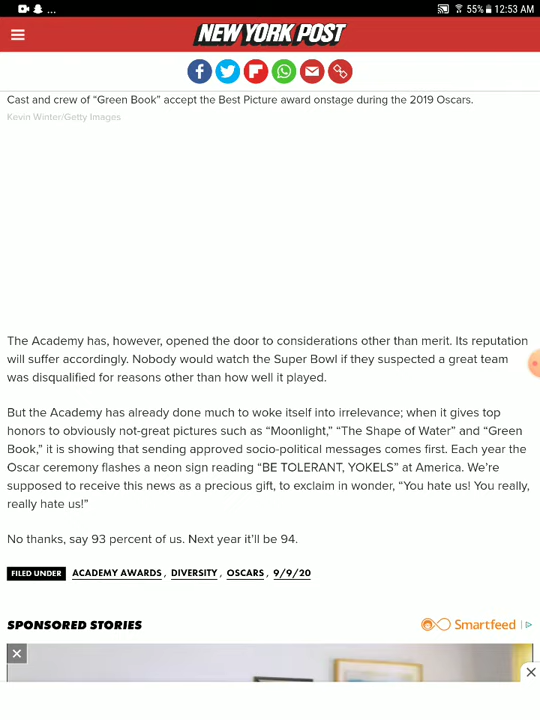 ... 55% 12:53 AM
NEW YORK POST
Cast and crew of “Green Book” accept the Best Picture award onstage during the 2019 Oscars.
Kevin Winter/Getty Images
The Academy has, however, opened the door to considerations other than merit. Its reputation
will suffer accordingly. Nobody would watch the Super Bowl if they suspected a great team
was disqualified for reasons other than how well it played.
But the Academy has already done much to woke itself into irrelevance; when it gives top
honors to obviously not-great pictures such as “Moonlight,” “The Shape of Water” and “Green
Book,” it is showing that sending approved socio-political messages comes first. Each year the
Oscar ceremony flashes a neon sign reading “BE TOLERANT, YOKELS” at America. We’re
supposed to receive this news as a precious gift, to exclaim in wonder, “You hate us! You really,
really hate us!”
No thanks, say 93 percent of us. Next year it’ll be 94.
FILED UNDER ACADEMY AWARDS, DIVERSITY, OSCARS, 9/9/20
SPONSORED STORIES Smartfeed